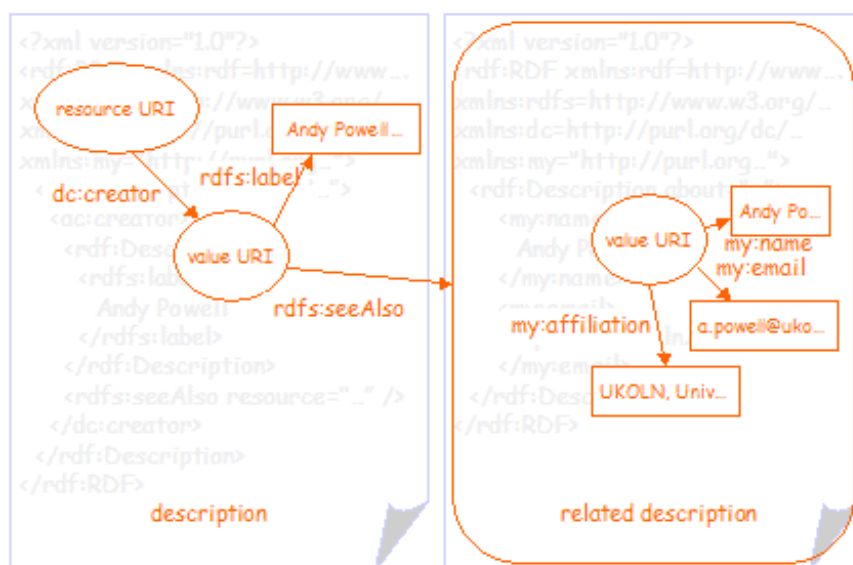 <?xml version="1.0"?>
resource URI
Andy Powell...
dc:creator
rdfs:label
value URI
rdfs:seeAlso
<rdfs:label>
Andy Powell
</rdfs:label>
</rdf:Description>
<rdfs:seeAlso resource="..." />
</dc:creator>
</rdf:Description>
</rdf:RDF>
description
<?xml version="1.0"?>
rdf:RDF xmlns:rdf=http://www...
xmlns:rdfs=http://www.w3.org/...
xmlns:dc=http://purl.org/dc/...
xmlns:my="http://purl.org...">
Andy Po...
value URI
my:name
my:email
my:affiliation
a.powell@uko...
UKOLN, Univ...
</rdf:RDF>
related description